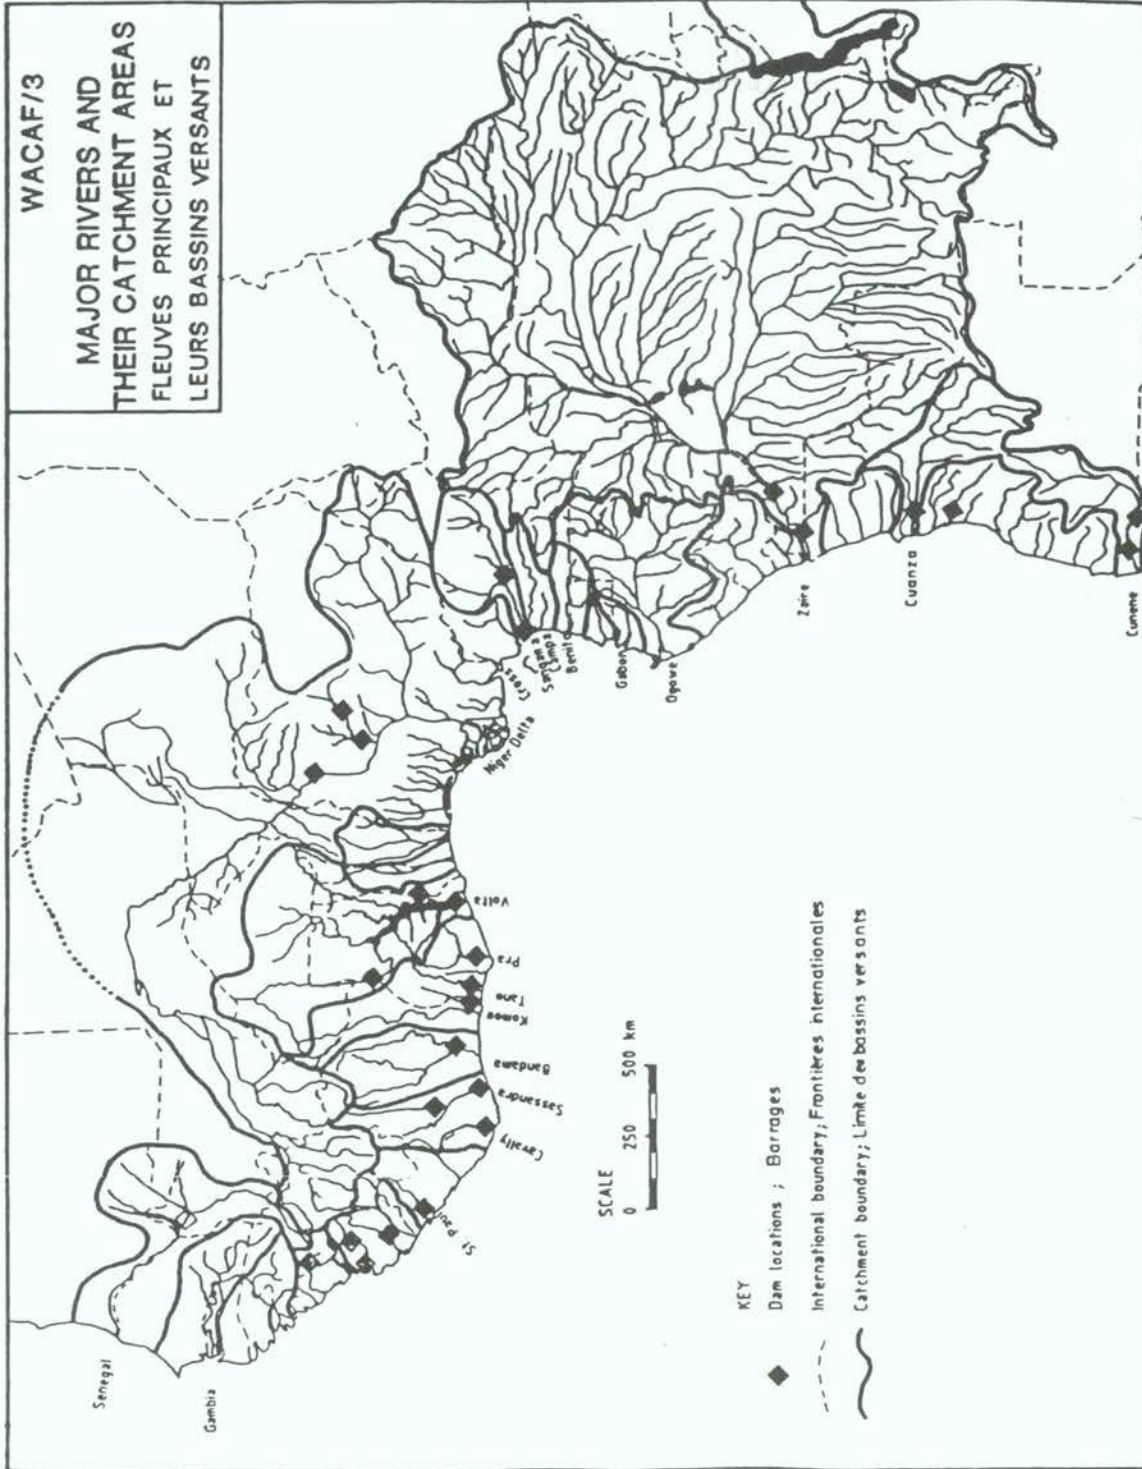 WACAF/3
MAJOR RIVERS AND
THEIR CATCHMENT AREAS
FLEUVES PRINCIPAUX ET
LEURS BASSINS VERSANTS
Senegal
Gambia
St. Paul
Cavally
Sassandra
Bandama
Komoe
Tano
Pra
Volta
Niger Delta
Cross
Sanaga
Campo
Benito
Gabon
Ogowe
Zaire
Cuanza
Cunene
SCALE
0 250 500 km
KEY
Dam locations ; Barrages
International boundary; Frontières internationales
Catchment boundary; Limite des bassins versants